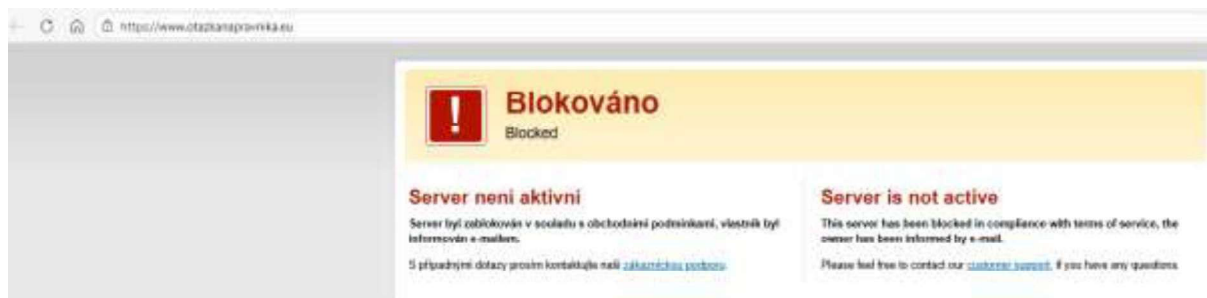 https://www.otazkanapravnika.eu
Blokováno
Blocked
Server není aktivní
Server byl zablokován v souladu s obchodními podmínkami, vlastník byl
informován e-mailem.
S případnými dotazy prosím kontaktujte naši zákaznickou podporu.
Server is not active
This server has been blocked in compliance with terms of service, the
owner has been informed by e-mail.
Please feel free to contact our customer support, if you have any questions.